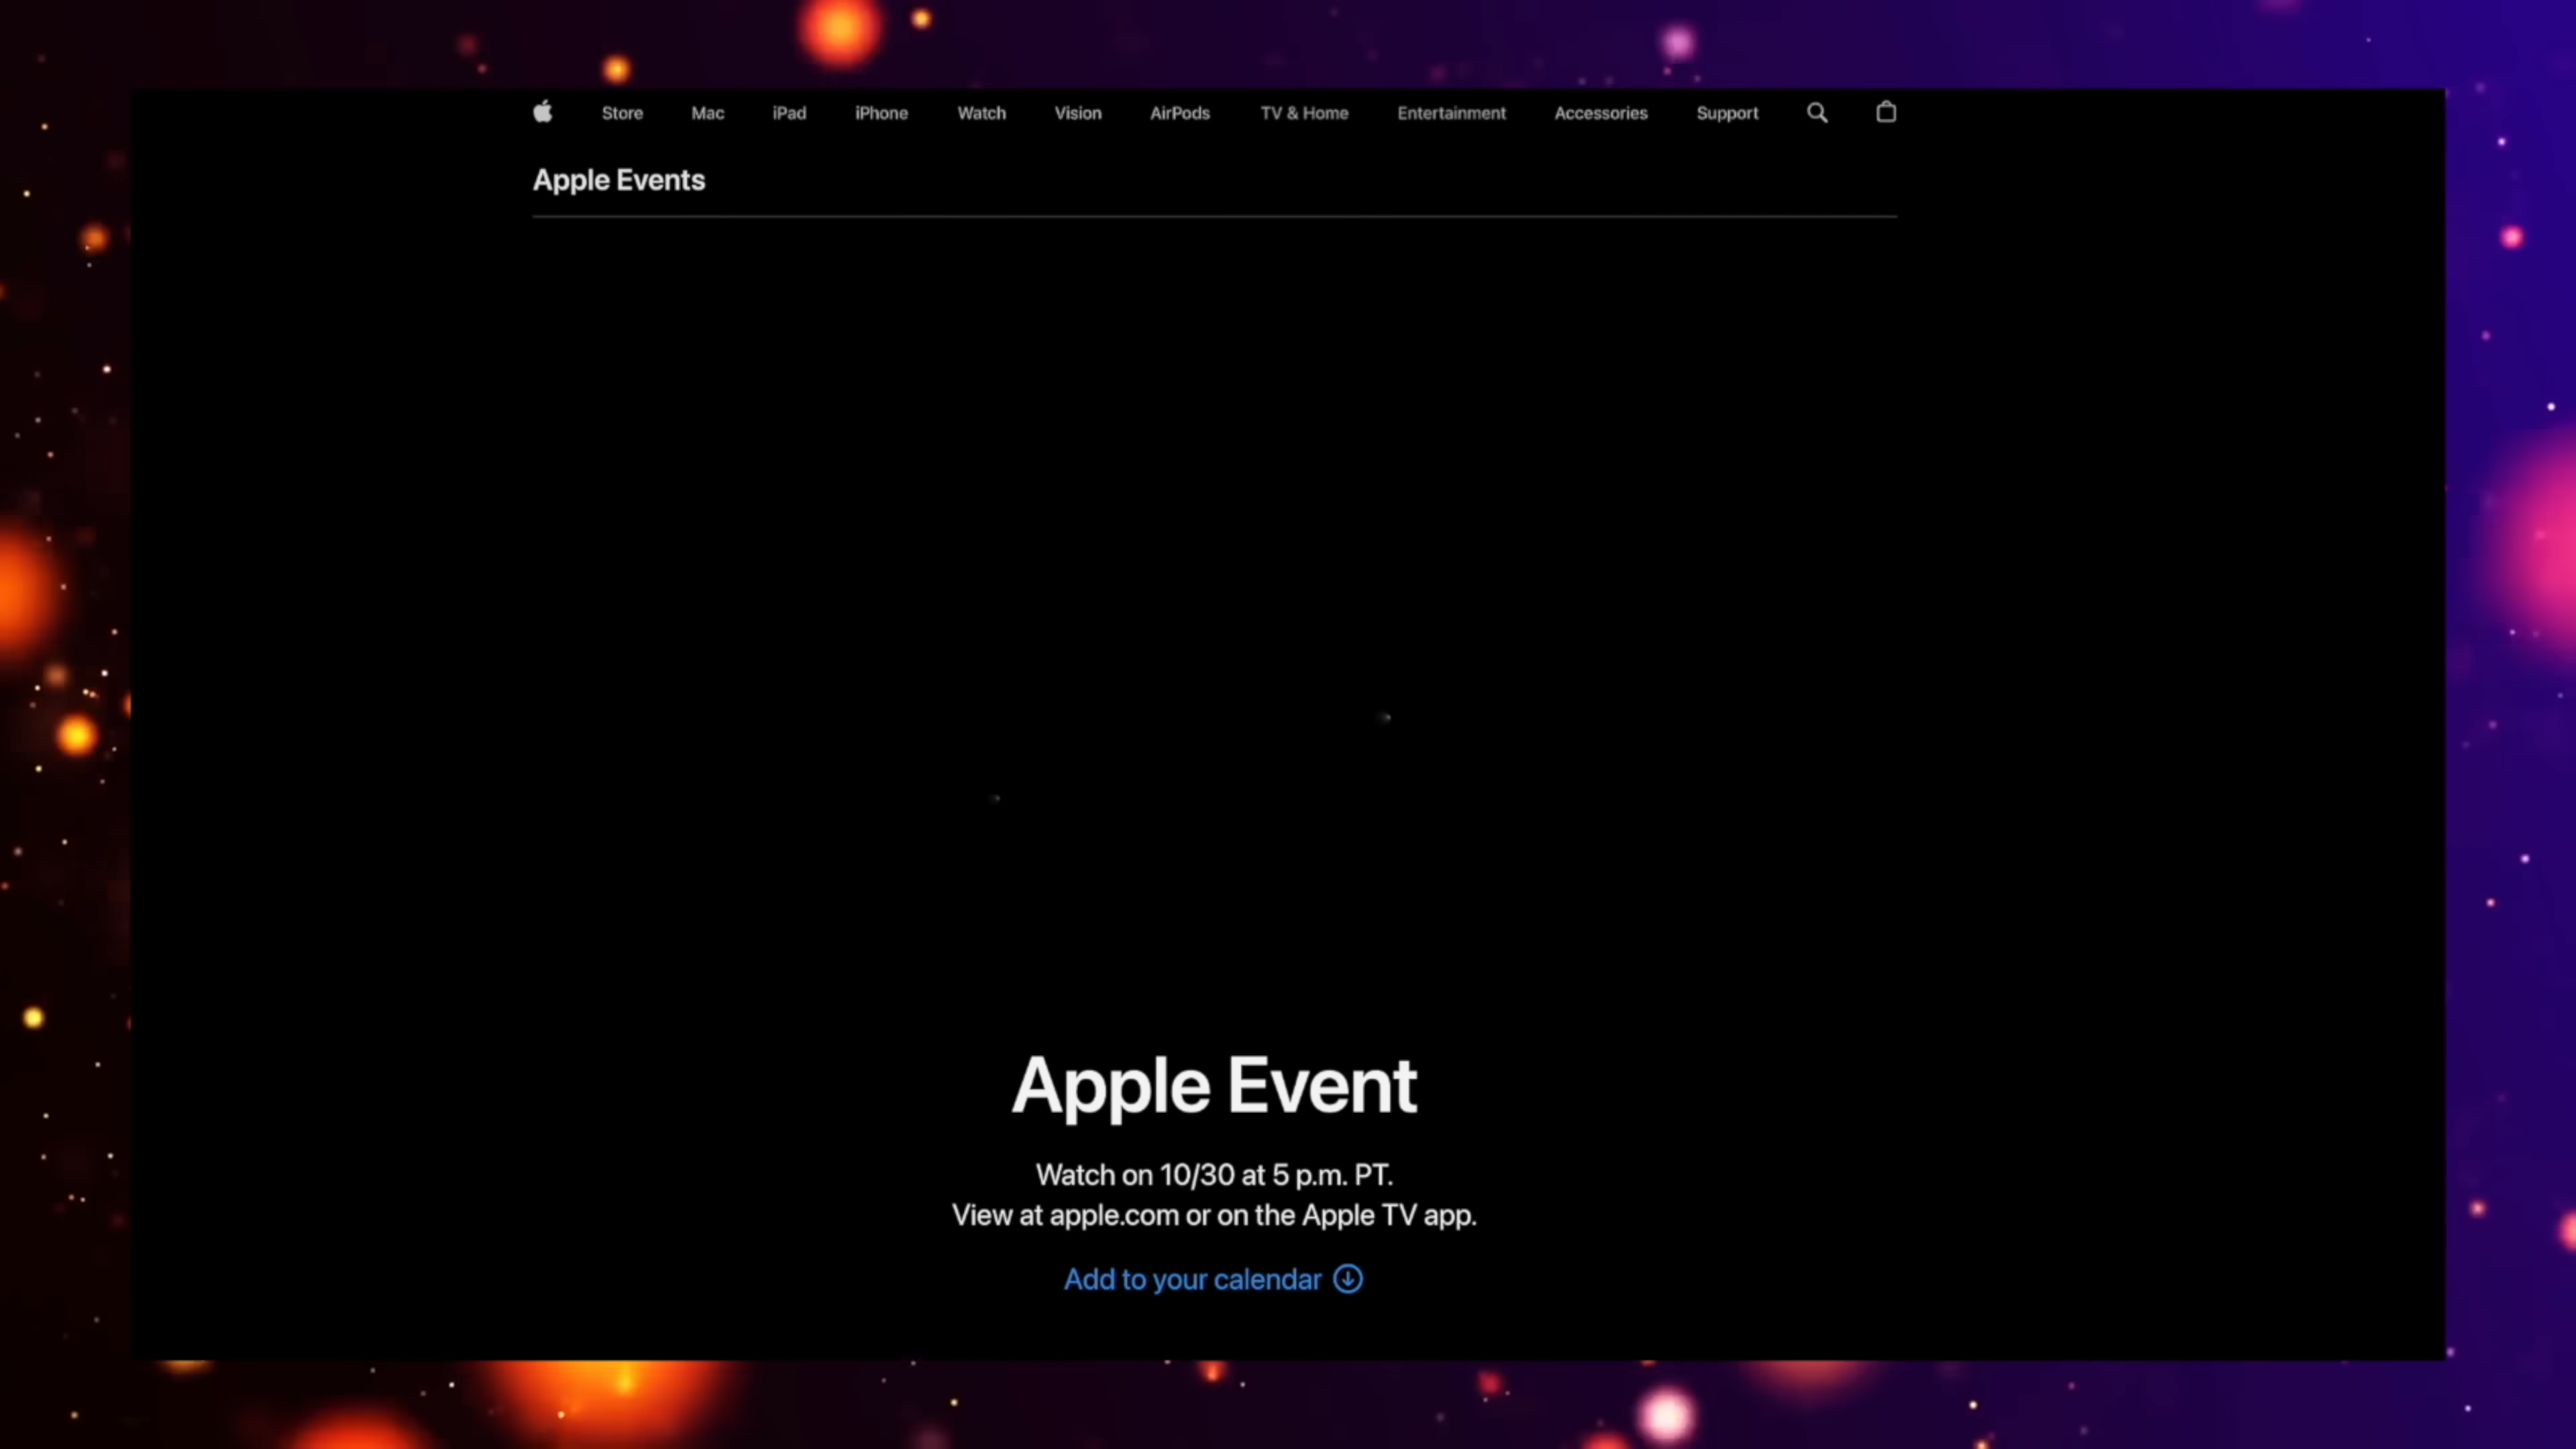 Store Mac iPad iPhone Watch Vision AirPods TV & Home Entertainment Accessories Support
Apple Events
Apple Event
Watch on 10/30 at 5 p.m. PT.
View at apple.com or on the Apple TV app.
Add to your calendar